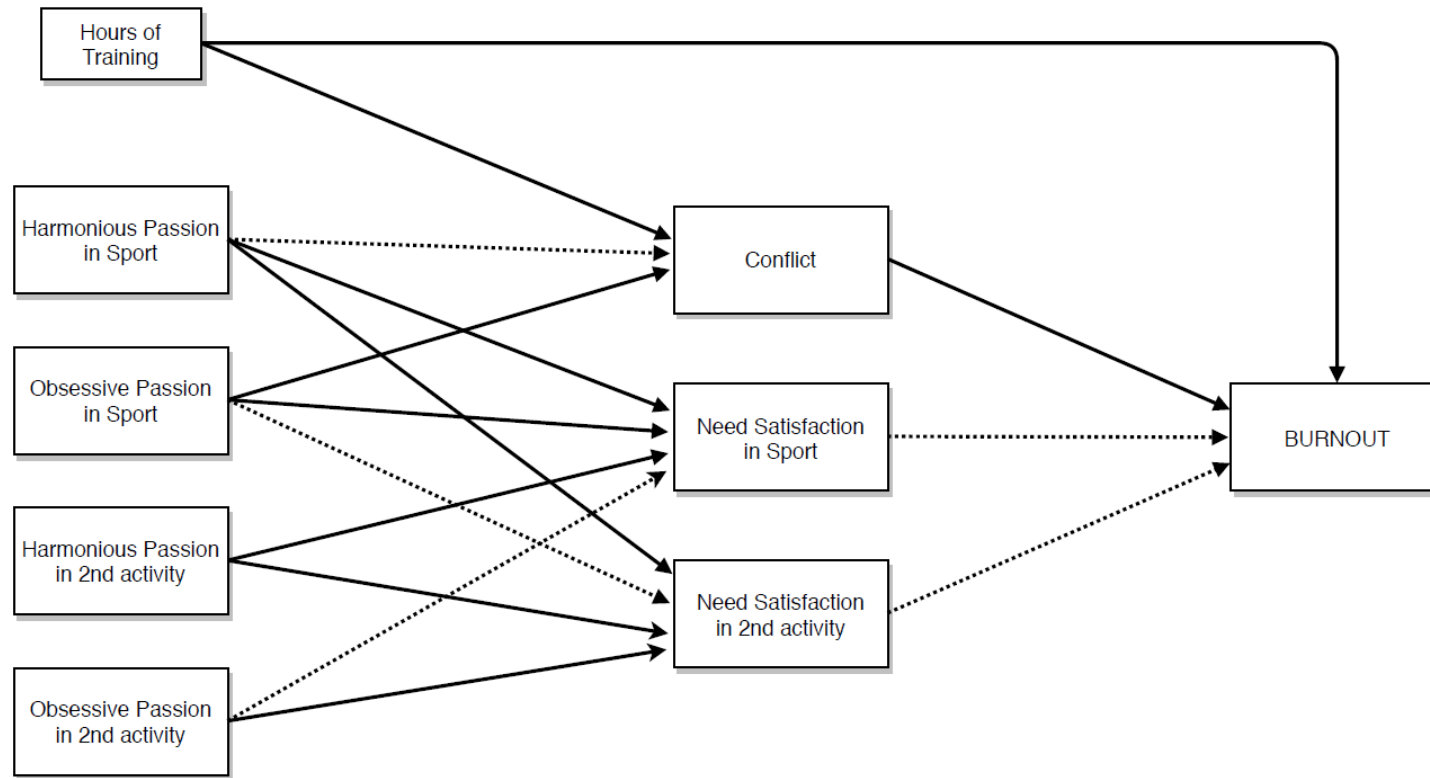 Hours of
Training
Harmonious Passion
in Sport
Conflict
Obsessive Passion
in Sport
Need Satisfaction
in Sport
BURNOUT
Harmonious Passion
in 2nd activity
Need Satisfaction
in 2nd activity
Obsessive Passion
in 2nd activity